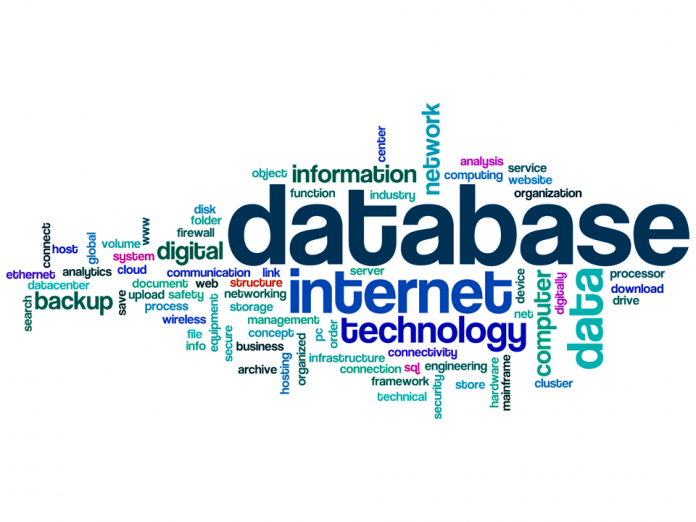 network
center
analysis
object
information
service
computing
website
function
industry
organization
disk
folder
database
connect
www
firewall
host
global
volume
digital
system
ethernet
analytics
cloud
communication
link
server
processor
datacenter
document
web
structure
internet
device
computer
digitally
data
download
search
backup
save
upload
safety
networking
drive
process
equipment
storage
net
wireless
management
technology
file
secure
concept
pc
order
info
business
organized
connectivity
infrastructure
archive
hosting
connection
sql
engineering
hardware
mainframe
framework
security
store
cluster
technical